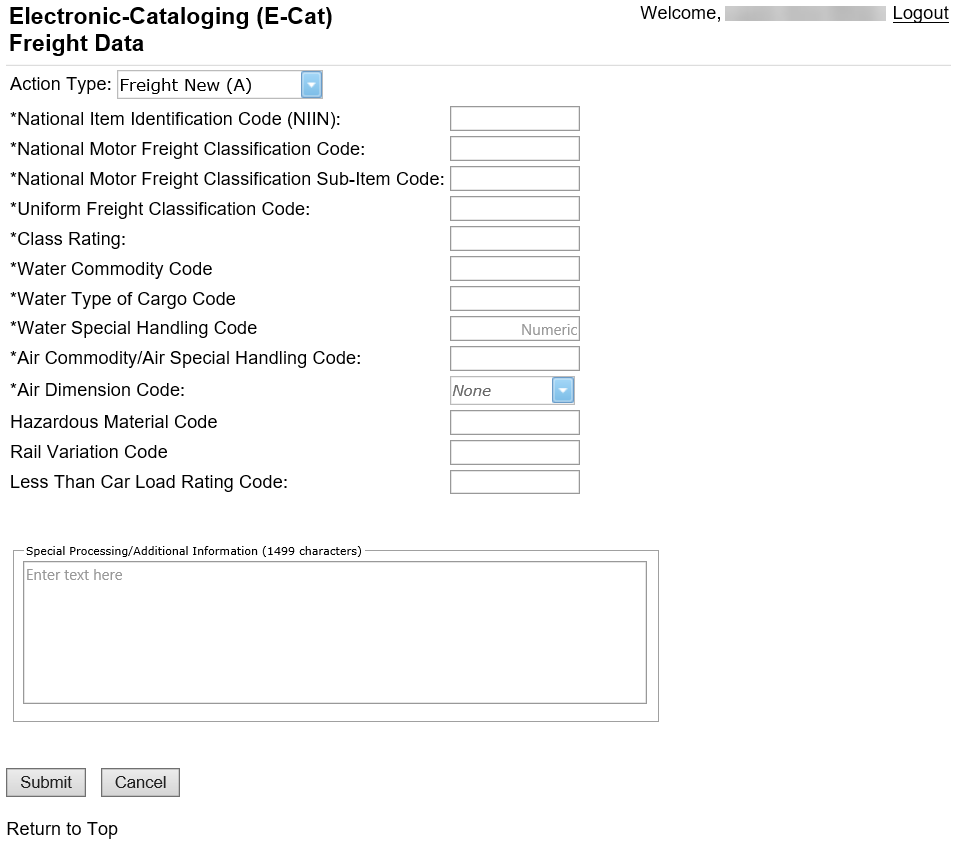 Electronic-Cataloging (E-Cat)
Freight Data
Welcome, Logout
Action Type: Freight New (A)
*National Item Identification Code (NIIN):
*National Motor Freight Classification Code:
*National Motor Freight Classification Sub-Item Code:
*Uniform Freight Classification Code:
*Class Rating:
*Water Commodity Code
*Water Type of Cargo Code
*Water Special Handling Code Numeric
*Air Commodity/Air Special Handling Code:
*Air Dimension Code: None
Hazardous Material Code
Rail Variation Code
Less Than Car Load Rating Code:
Special Processing/Additional Information (1499 characters)
Enter text here
Submit Cancel
Return to Top